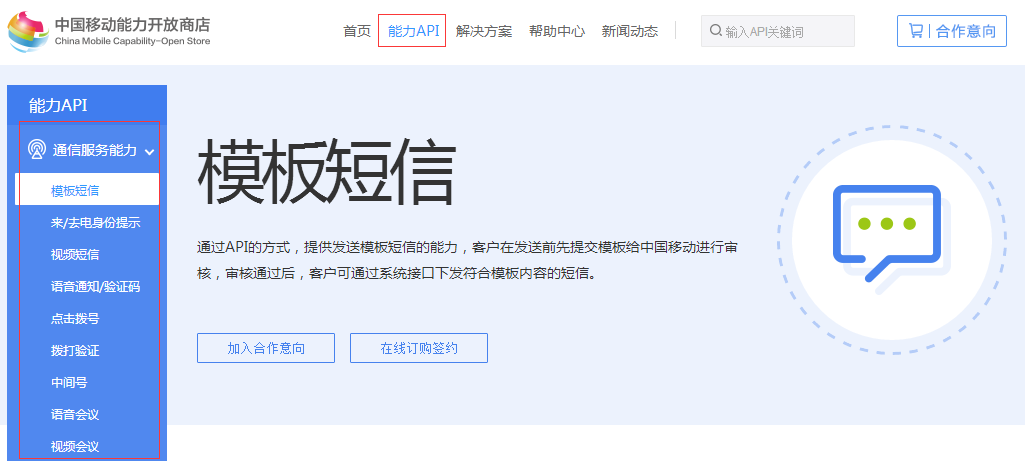 中国移动能力开放商店
China Mobile Capability-Open Store
首页 能力API 解决方案 帮助中心 新闻动态
输入API关键词
合作意向
能力API
通信服务能力
模板短信
来/去电身份提示
视频短信
语音通知/验证码
点击拨号
拨打验证
中间号
语音会议
视频会议
模板短信
通过API的方式，提供发送模板短信的能力，客户在发送前先提交模板给中国移动进行审
核，审核通过后，客户可通过系统接口下发符合模板内容的短信。
加入合作意向 在线订购签约